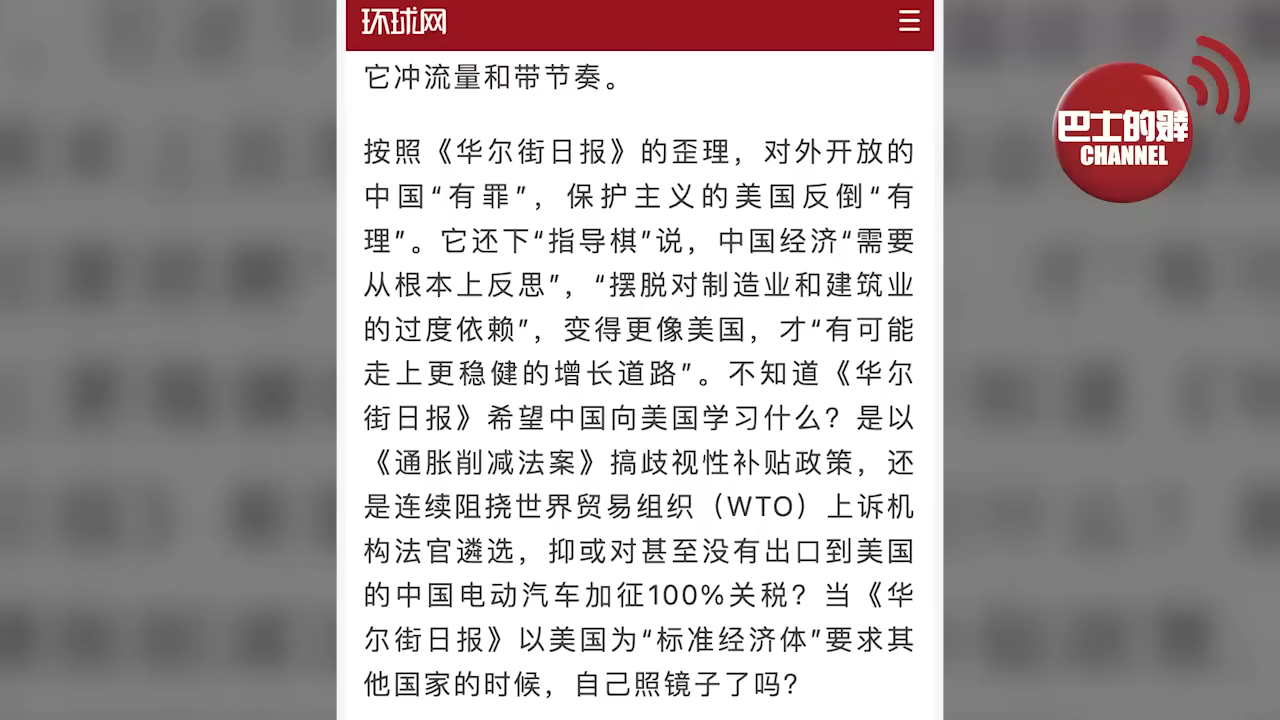 环球网
它冲流量和带节奏。
按照《华尔街日报》的歪理，对外开放的
中国“有罪”，保护主义的美国反倒“有
理”。它还下“指导棋”说，中国经济“需要
从根本上反思”，“摆脱对制造业和建筑业
的过度依赖”，变得更像美国，才“有可能
走上更稳健的增长道路”。不知道《华尔
街日报》希望中国向美国学习什么？是以
《通胀削减法案》搞歧视性补贴政策，还
是连续阻挠世界贸易组织（WTO）上诉机
构法官遴选，抑或对甚至没有出口到美国
的中国电动汽车加征100%关税？当《华
尔街日报》以美国为“标准经济体”要求其
他国家的时候，自己照镜子了吗？
巴士的報
CHANNEL